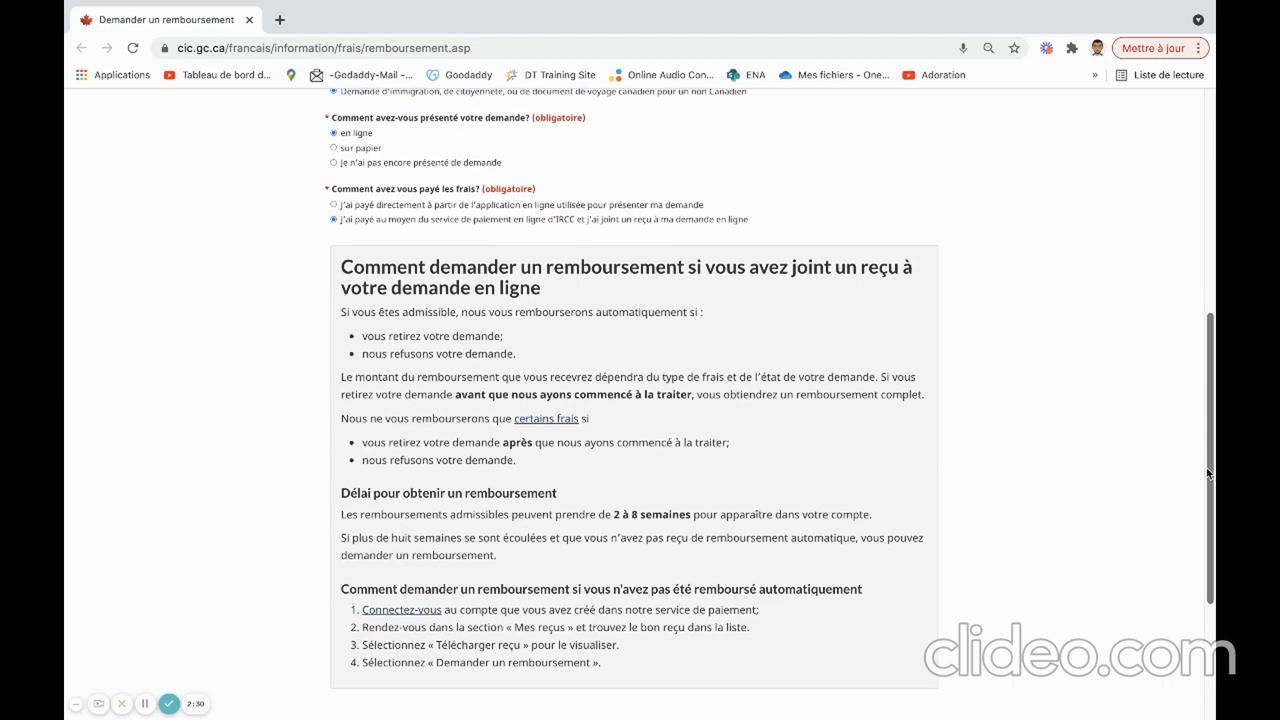 Demander un remboursement
cic.gc.ca/francais/information/frais/remboursement.asp
Mettre à jour
Applications
Tableau de bord d...
-Godaddy-Mail -...
Goodaddy
DT Training Site
Online Audio Con...
ENA
Mes fichiers - One...
Adoration
»
Liste de lecture
Demande d'immigration, de citoyenneté, ou de document de voyage canadien pour un non Canadien
* Comment avez-vous présenté votre demande? (obligatoire)
en ligne
sur papier
Je n'ai pas encore présenté de demande
* Comment avez vous payé les frais? (obligatoire)
J'ai payé directement à partir de l'application en ligne utilisée pour présenter ma demande
J'ai payé au moyen du service de paiement en ligne d'IRCC et j'ai joint un reçu à ma demande en ligne
Comment demander un remboursement si vous avez joint un reçu à
votre demande en ligne
Si vous êtes admissible, nous vous rembourserons automatiquement si :
• vous retirez votre demande;
• nous refusons votre demande.
Le montant du remboursement que vous recevrez dépendra du type de frais et de l'état de votre demande. Si vous
retirez votre demande avant que nous ayons commencé à la traiter, vous obtiendrez un remboursement complet.
Nous ne vous rembourserons que certains frais si
• vous retirez votre demande après que nous ayons commencé à la traiter;
• nous refusons votre demande.
Délai pour obtenir un remboursement
Les remboursements admissibles peuvent prendre de 2 à 8 semaines pour apparaître dans votre compte.
Si plus de huit semaines se sont écoulées et que vous n'avez pas reçu de remboursement automatique, vous pouvez
demander un remboursement.
Comment demander un remboursement si vous n'avez pas été remboursé automatiquement
1. Connectez-vous au compte que vous avez créé dans notre service de paiement;
2. Rendez-vous dans la section « Mes reçus » et trouvez le bon reçu dans la liste.
3. Sélectionnez « Télécharger reçu » pour le visualiser.
4. Sélectionnez « Demander un remboursement ».
clideo.com
2:30